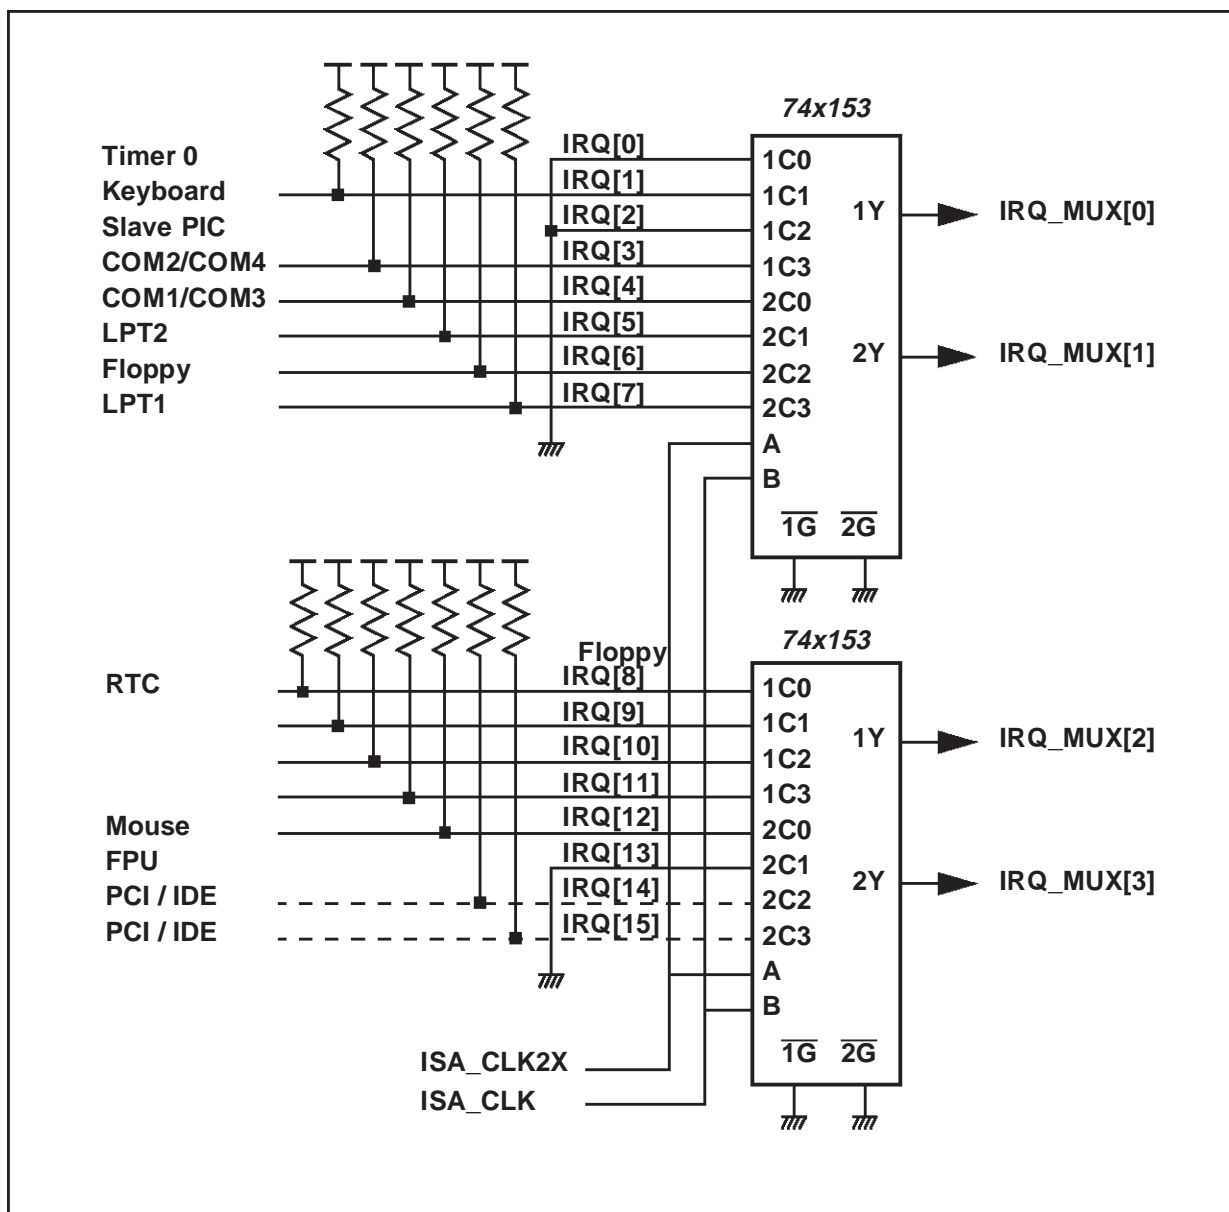 74x153
Timer 0 IRQ[0] 1C0
Keyboard IRQ[1] 1C1
1Y IRQ_MUX[0]
Slave PIC IRQ[2] 1C2
COM2/COM4 IRQ[3] 1C3
COM1/COM3 IRQ[4] 2C0
LPT2 IRQ[5] 2C1
2Y IRQ_MUX[1]
Floppy IRQ[6] 2C2
LPT1 IRQ[7] 2C3
A
B
1G 2G
74x153
Floppy
RTC IRQ[8] 1C0
IRQ[9] 1C1
1Y IRQ_MUX[2]
IRQ[10] 1C2
IRQ[11] 1C3
Mouse IRQ[12] 2C0
FPU IRQ[13] 2C1
2Y IRQ_MUX[3]
PCI / IDE IRQ[14] 2C2
PCI / IDE IRQ[15] 2C3
A
B
1G 2G
ISA_CLK2X
ISA_CLK